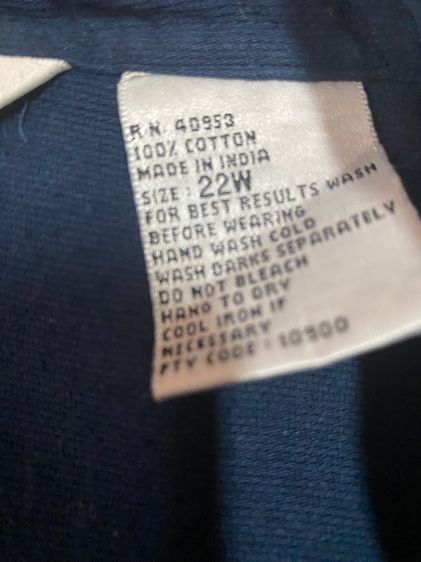 R.N. 40953
100% COTTON
MADE IN INDIA
SIZE : 22W
FOR BEST RESULTS WASH
BEFORE WEARING
HAND WASH COLD
WASH DARKS SEPARATELY
DO NOT BLEACH
HANG TO DRY
COOL IRON IF
NECESSARY
PTY CODE : 10900